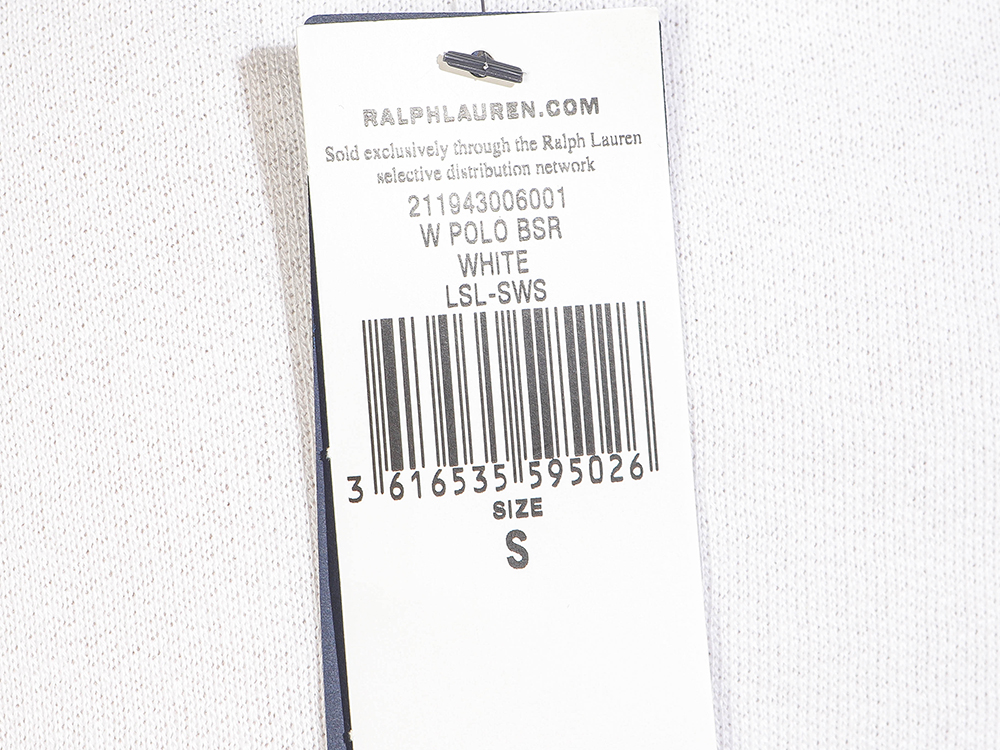 RALPHLAUREN.COM
Sold exclusively through the Ralph Lauren
selective distribution network
211943006001
W POLO BSR
WHITE
LSL-SWS
3 616535 595026
SIZE
S